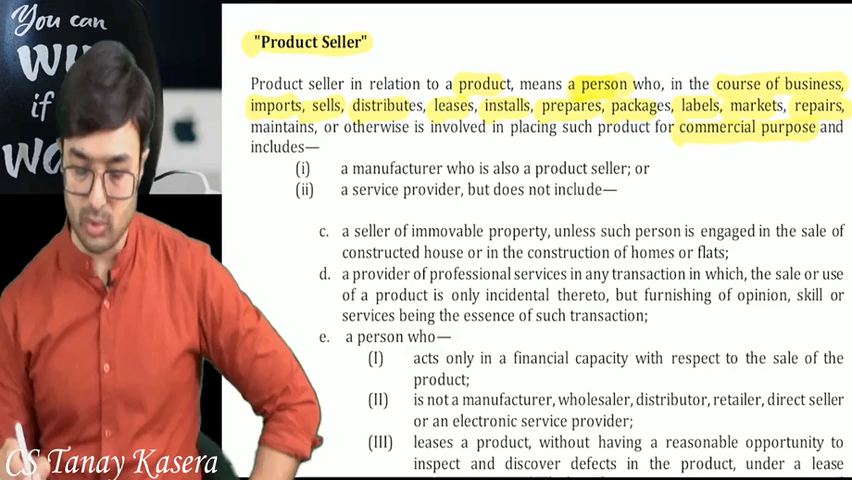 You can
if
"Product Seller"
Product seller in relation to a product, means a person who, in the course of business,
imports, sells, distributes, leases, installs, prepares, packages, labels, markets, repairs,
maintains, or otherwise is involved in placing such product for commercial purpose and
includes—
(i) a manufacturer who is also a product seller; or
(ii) a service provider, but does not include—
c. a seller of immovable property, unless such person is engaged in the sale of
constructed house or in the construction of homes or flats;
d. a provider of professional services in any transaction in which, the sale or use
of a product is only incidental thereto, but furnishing of opinion, skill or
services being the essence of such transaction;
e. a person who—
(I) acts only in a financial capacity with respect to the sale of the
product;
(II) is not a manufacturer, wholesaler, distributor, retailer, direct seller
or an electronic service provider;
(III) leases a product, without having a reasonable opportunity to
inspect and discover defects in the product, under a lease
CS Tanay Kasera